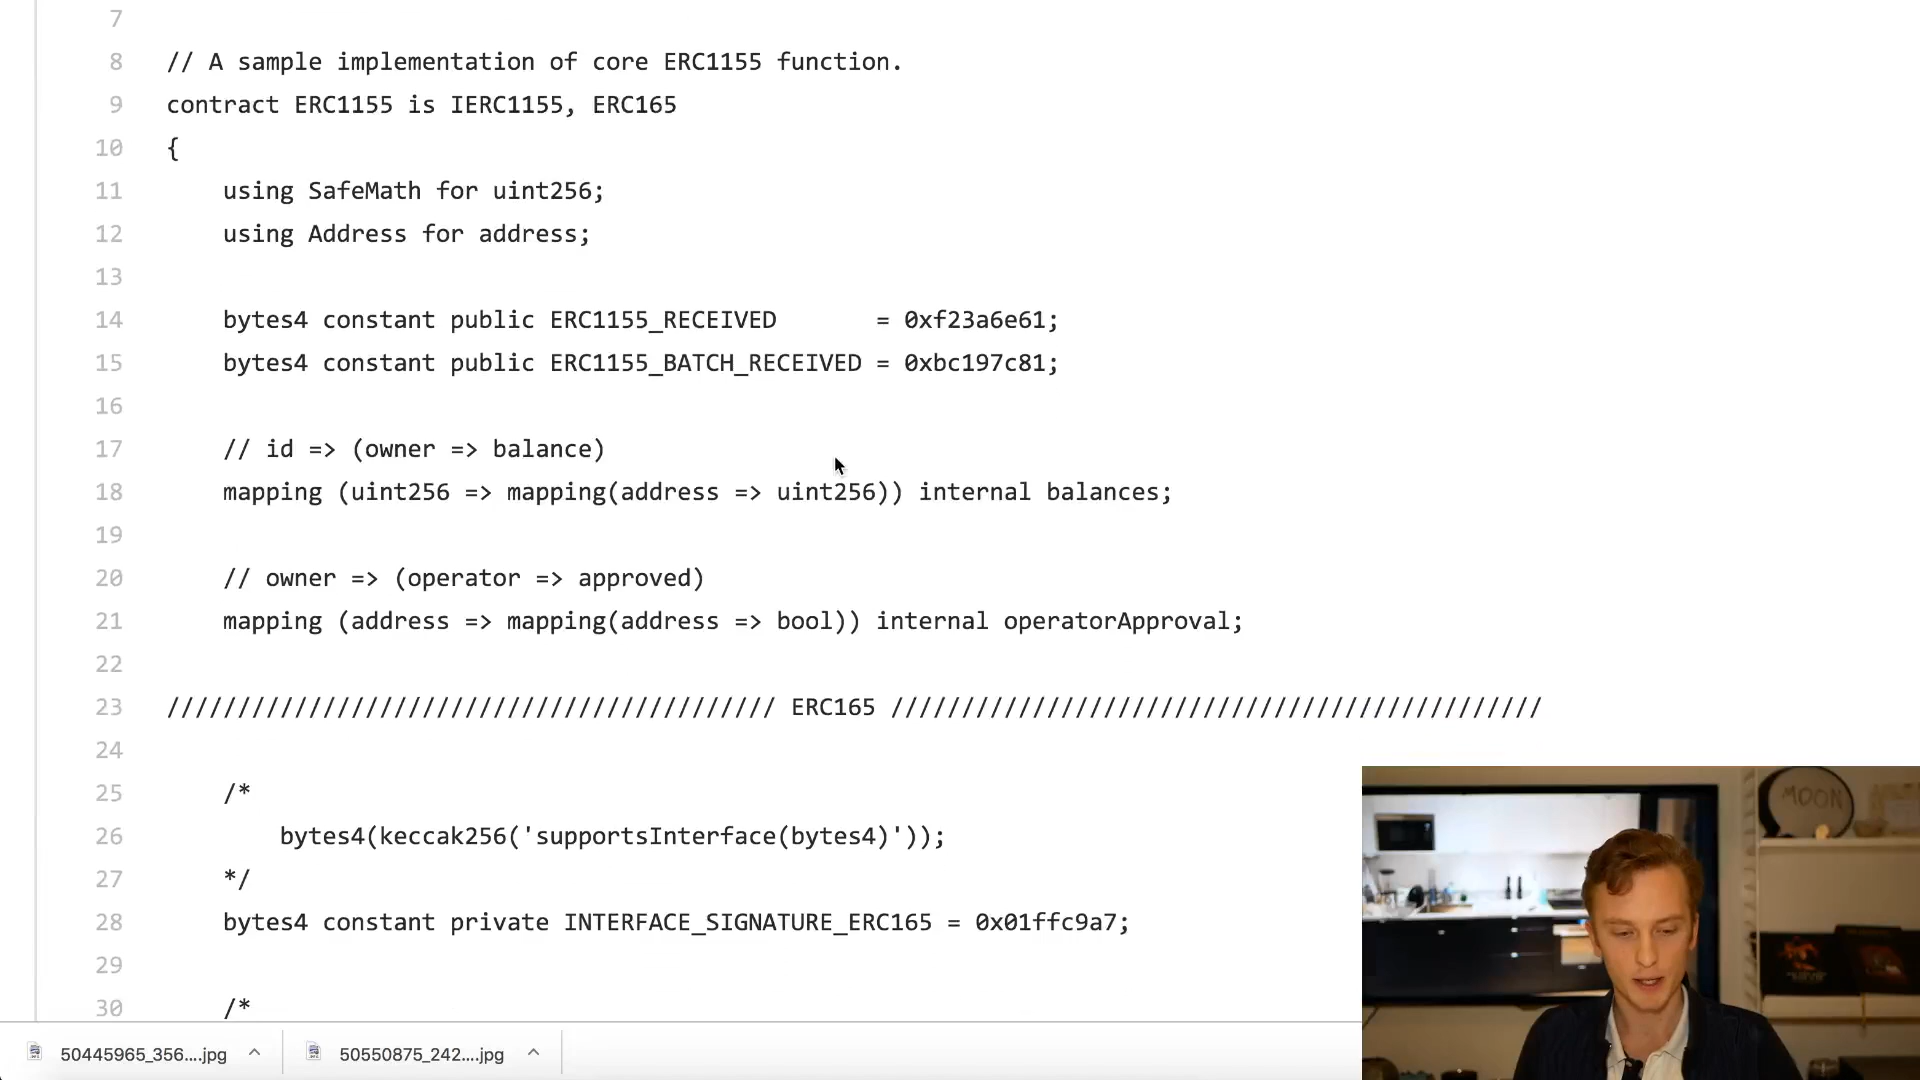 7
8 // A sample implementation of core ERC1155 function.
9 contract ERC1155 is IERC1155, ERC165
10 {
11 using SafeMath for uint256;
12 using Address for address;
13
14 bytes4 constant public ERC1155_RECEIVED       = 0xf23a6e61;
15 bytes4 constant public ERC1155_BATCH_RECEIVED = 0xbc197c81;
16
17 // id => (owner => balance)
18 mapping (uint256 => mapping(address => uint256)) internal balances;
19
20 // owner => (operator => approved)
21 mapping (address => mapping(address => bool)) internal operatorApproval;
22
23 /////////////////////////////////////////// ERC165 //////////////////////////////////////////////
24
25 /*
26 bytes4(keccak256('supportsInterface(bytes4)'));
27 */
28 bytes4 constant private INTERFACE_SIGNATURE_ERC165 = 0x01ffc9a7;
29
30 /*
MOON
50445965_356....jpg
50550875_242....jpg